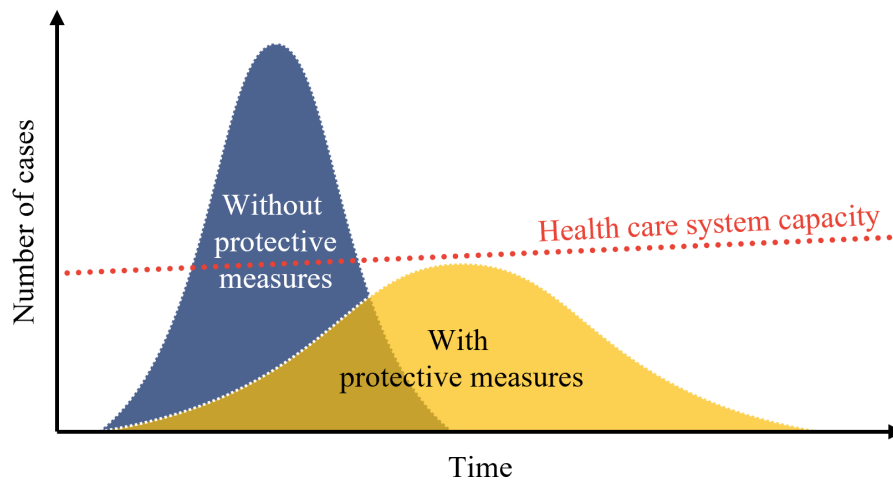 Number of cases
Without
protective
measures
Health care system capacity
With
protective measures
Time